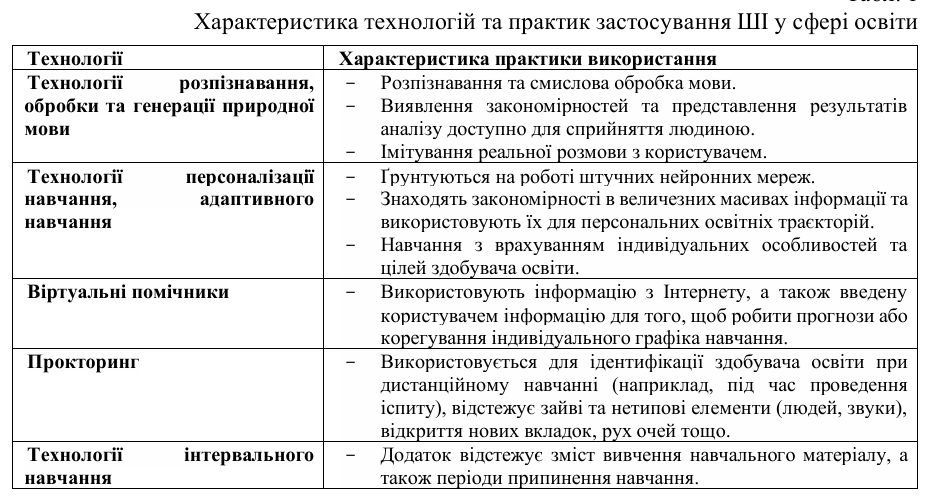 Характеристика технологій та практик застосування ШІ у сфері освіти
Технології
Характеристика практики використання
Технології розпізнавання,
обробки та генерації природної
мови
− Розпізнавання та смислова обробка мови.
− Виявлення закономірностей та представлення результатів
аналізу доступно для сприйняття людиною.
− Імітування реальної розмови з користувачем.
Технології персоналізації
навчання, адаптивного
навчання
− Ґрунтуються на роботі штучних нейронних мереж.
− Знаходять закономірності в величезних масивах інформації та
використовують їх для персональних освітніх траєкторій.
− Навчання з врахуванням індивідуальних особливостей та
цілей здобувача освіти.
Віртуальні помічники
− Використовують інформацію з Інтернету, а також введену
користувачем інформацію для того, щоб робити прогнози або
корегування індивідуального графіка навчання.
Прокторинг
− Використовується для ідентифікації здобувача освіти при
дистанційному навчанні (наприклад, під час проведення
іспиту), відстежує зайві та нетипові елементи (людей, звуки),
відкриття нових вкладок, рух очей тощо.
Технології інтервального
навчання
− Додаток відстежує зміст вивчення навчального матеріалу, а
також періоди припинення навчання.